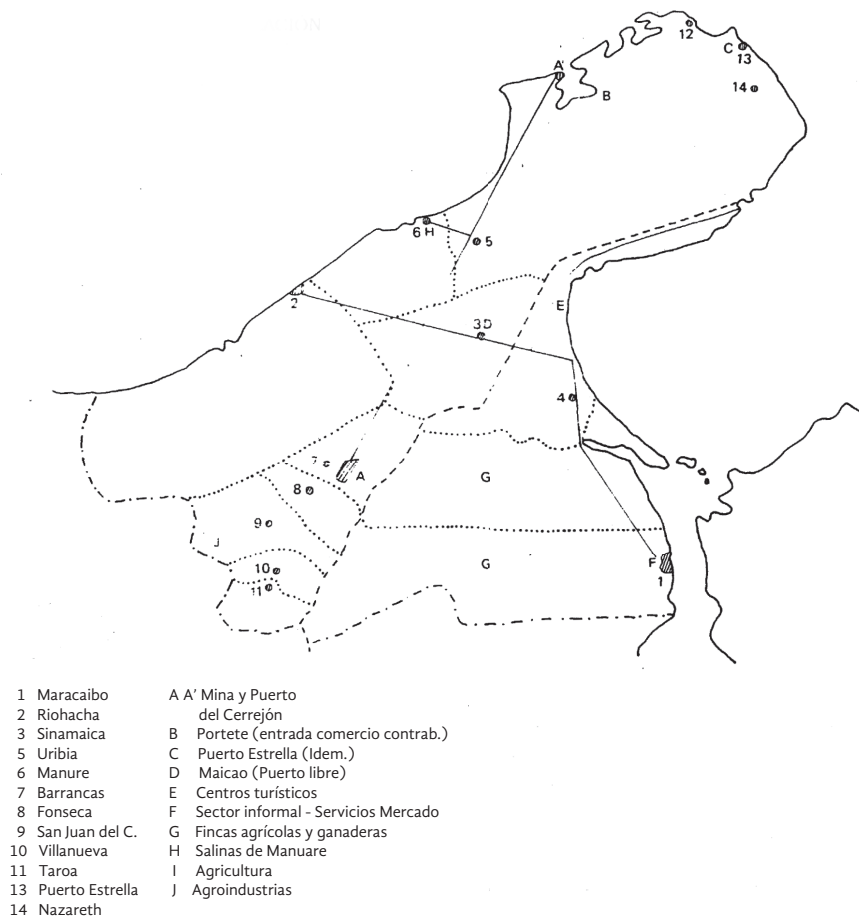 12
C
13
A'
B
14
6 H
5
2
E
3D
4
7
A
8
G
9
J
10
G
F
11
1
1 Maracaibo
2 Riohacha
3 Sinamaica
5 Uribia
6 Manure
7 Barrancas
8 Fonseca
9 San Juan del C.
10 Villanueva
11 Taroa
13 Puerto Estrella
14 Nazareth
A A' Mina y Puerto
del Cerrejón
B Portete (entrada comercio contrab.)
C Puerto Estrella (Idem.)
D Maicao (Puerto libre)
E Centros turísticos
F Sector informal - Servicios Mercado
G Fincas agrícolas y ganaderas
H Salinas de Manuare
I Agricultura
J Agroindustrias